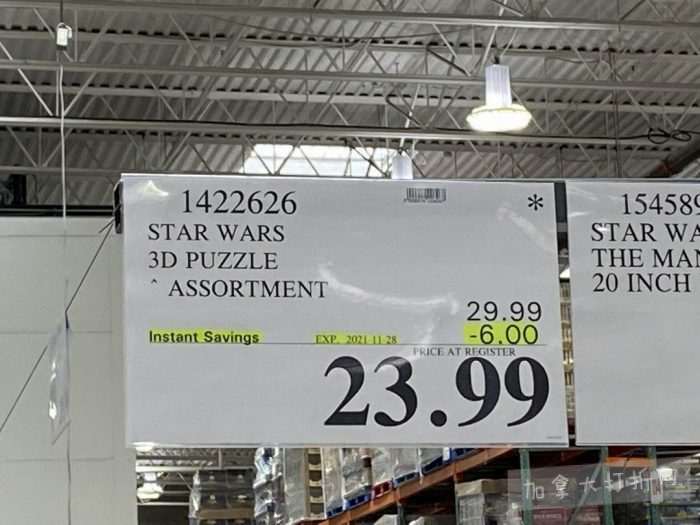 1422626
*
STAR WARS
3D PUZZLE
^ ASSORTMENT
29.99
Instant Savings EXP. 2021-11-28 -6.00
PRICE AT REGISTER
23.99
154589
STAR WA
THE MAN
20 INCH
加拿大打折网